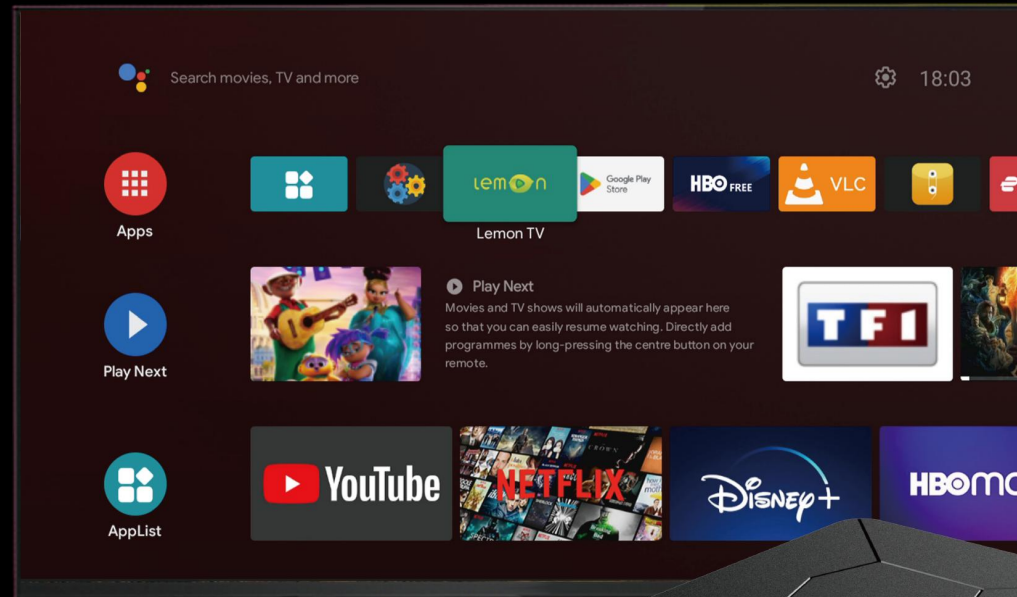 Search movies, TV and more
18:03
Apps
Lemon
Google Play
Store
HBO FREE
VLC
Lemon TV
Play Next
Play Next
Movies and TV shows will automatically appear here
so that you can easily resume watching. Directly add
programmes by long-pressing the centre button on your
remote.
TF1
AppList
YouTube
NETFLIX
Disney+
HBO